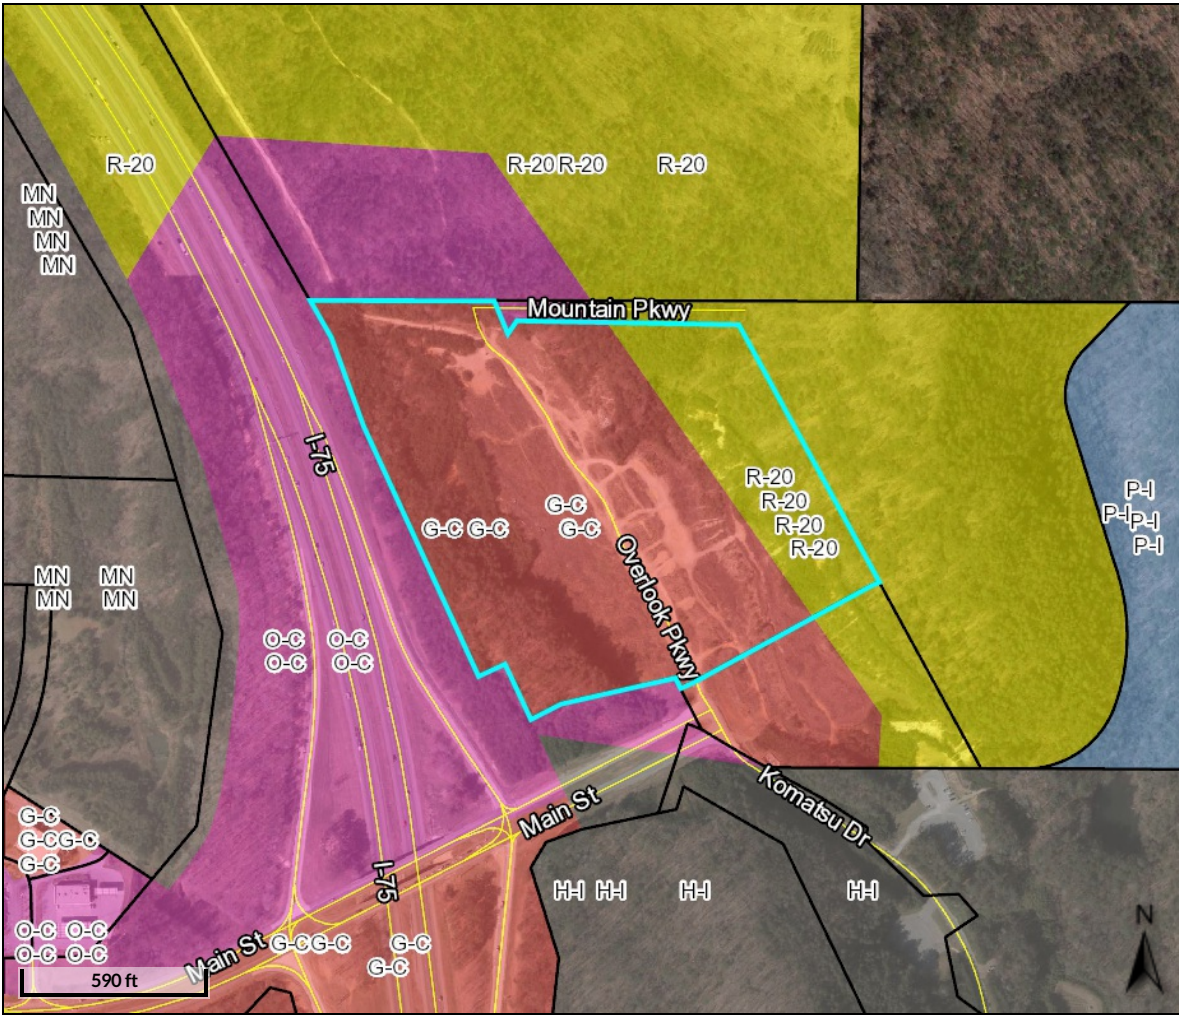 R-20
R-20 R-20 R-20
MN
MN
MN
MN
Mountain Pkwy
I-75
R-20
R-20
R-20
R-20
P-I
P-I P-I
P-I
G-C
G-C G-C G-C
Overlook Pkwy
MN MN
MN MN
O-C O-C
O-C O-C
Komatsu Dr
Main St
G-C
G-C G-C
G-C
I-75
H-I H-I H-I H-I
O-C O-C
O-C O-C
Main St
G-C G-C G-C
G-C
N
590 ft